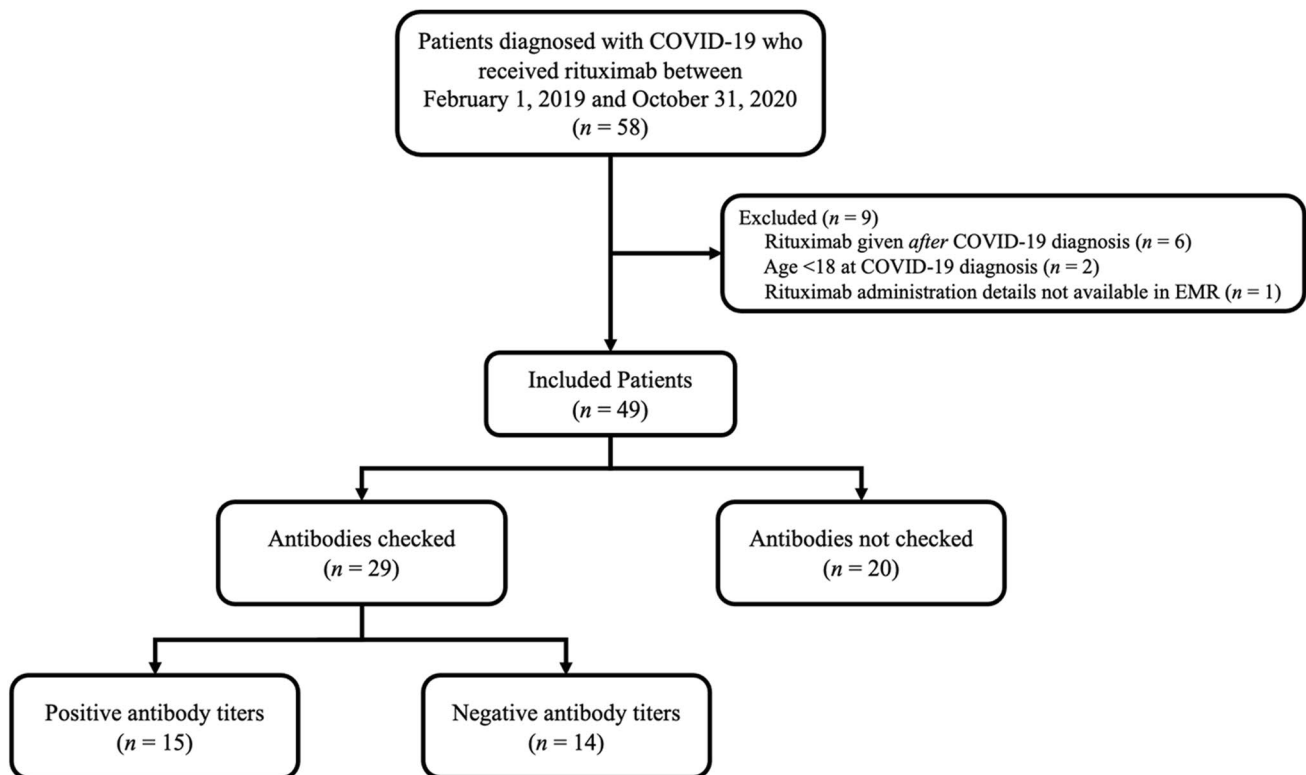 Patients diagnosed with COVID-19 who
received rituximab between
February 1, 2019 and October 31, 2020
(n = 58)
Excluded (n = 9)
Rituximab given after COVID-19 diagnosis (n = 6)
Age <18 at COVID-19 diagnosis (n = 2)
Rituximab administration details not available in EMR (n = 1)
Included Patients
(n = 49)
Antibodies checked
(n = 29)
Antibodies not checked
(n = 20)
Positive antibody titers
(n = 15)
Negative antibody titers
(n = 14)